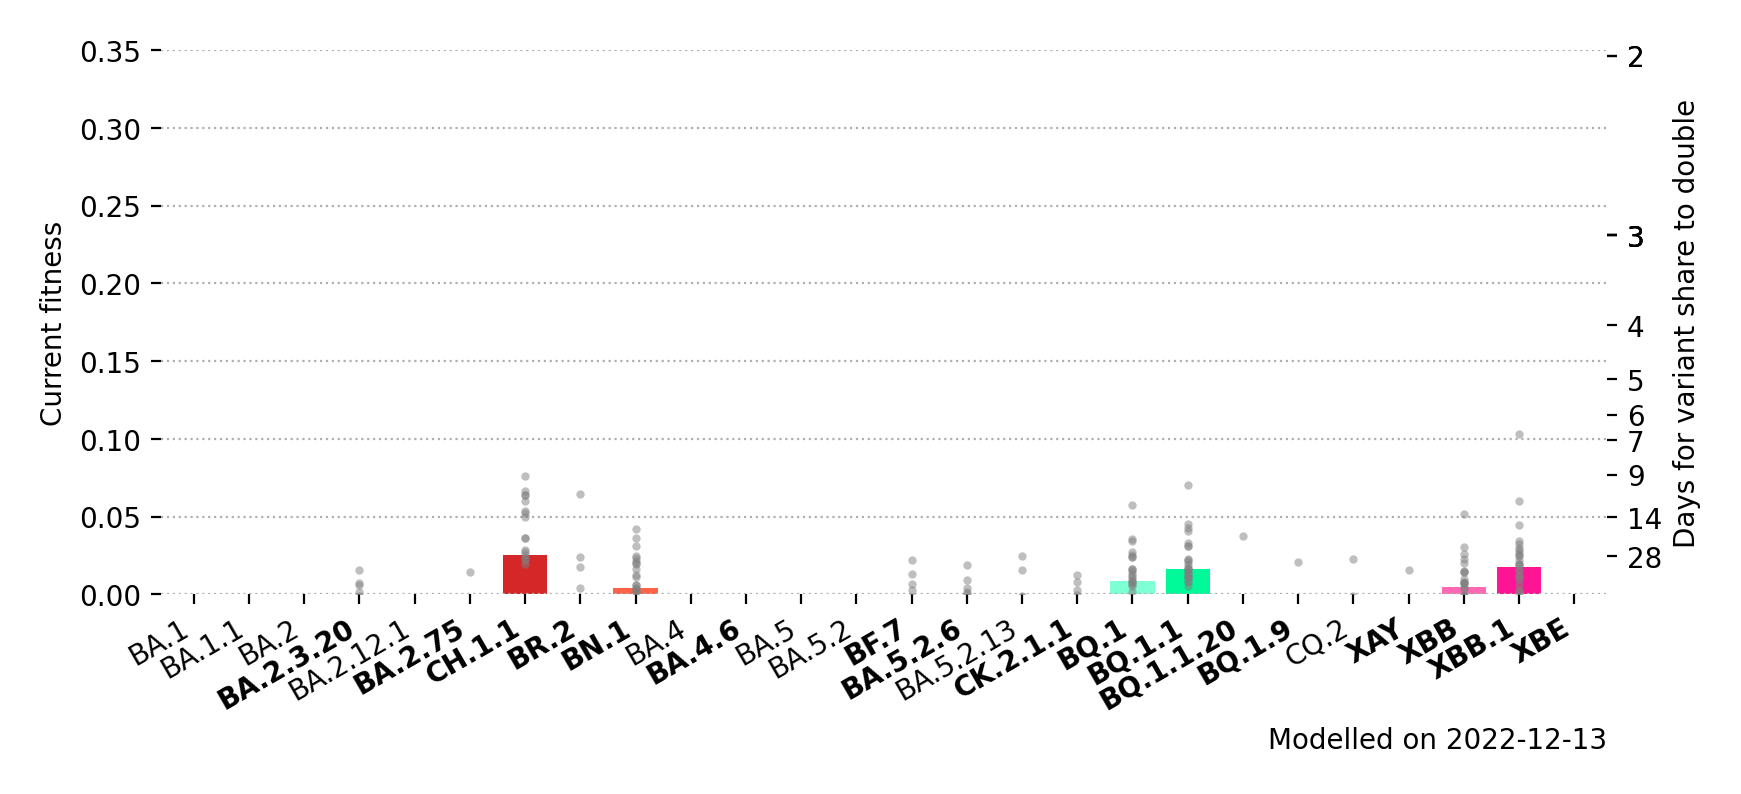 0.35
0.30
0.25
0.20
0.15
0.10
0.05
0.00
Current fitness
2
3
4
5
6
7
9
14
28
Days for variant share to double
BA.1
BA.1.1
BA.2
BA.2.3.20
BA.2.12.1
BA.2.75
CH.1.1
BR.2
BN.1
BA.4
BA.4.6
BA.5
BA.5.2
BF.7
BA.5.2.6
BA.5.2.13
CK.2.1.1
BQ.1
BQ.1.1
BQ.1.1.20
BQ.1.9
CQ.2
XAY
XBB
XBB.1
XBE
Modelled on 2022-12-13